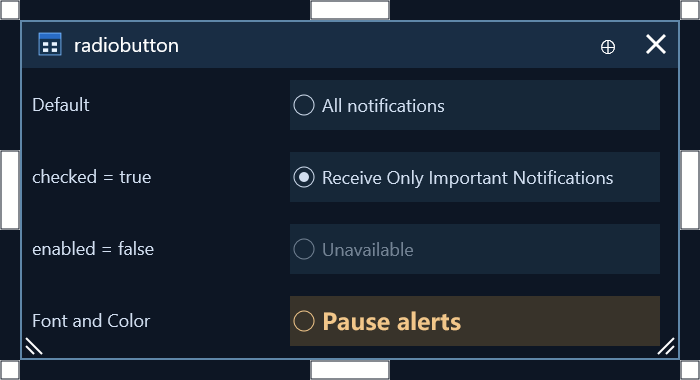 radiobutton
Default
All notifications
checked = true
Receive Only Important Notifications
enabled = false
Unavailable
Font and Color
Pause alerts